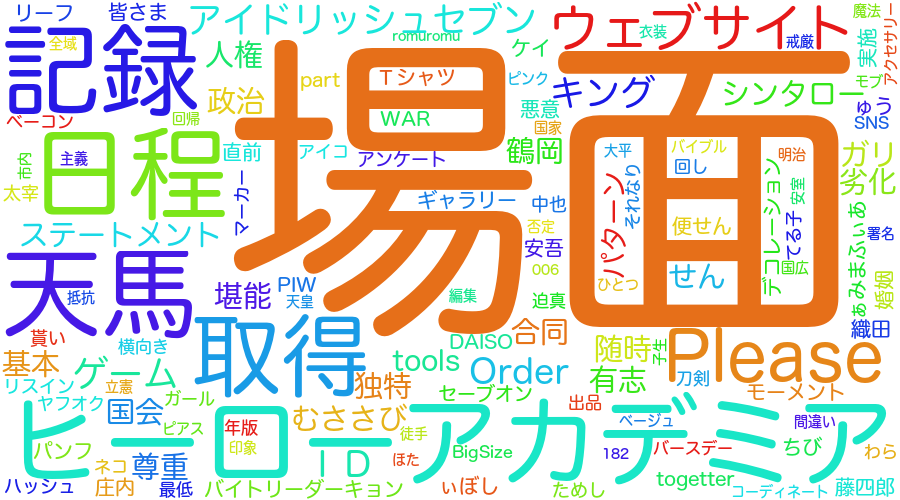 リーフ
皆さま
アイドリッシュセブン
ウェブサイト
魔法
アクセサリー
全域
記録
romuromu
ケイ
衣装
戒厳
実施
人権
part
Tシャツ
ピンク
キング
シンタロー
モブ
政治
WAR
悪意
ゅう
SNS
ベーコン
回帰
国家
日程
主義
直前
アイコ
アンケート
鶴岡
場面
大平
バイブル
明治
ガリ
市内
回し
劣化
太宰
マーカー
ギャラリー
中也
パターン
それなり
デコレーション
安室
ステートメント
否定
便せん
てる子
ぁみまふぃあ
署名
天馬
安吾
006
せん
国広
ひとつ
婚姻
抵抗
堪能
PIW
天皇
編集
迫真
織田
貰い
横向き
取得
DAISO
合同
随時
子生
Please
基本
ゲーム
tools
Order
有志
刀剣
リスイン
立憲
独特
セーブオン
モーメント
ヤフオク
国会
ガール
むささび
出品
ヒーローアカデミア
ベージュ
間違い
年版
ピアス
徒手
パンフ
印象
ID
BigSize
182
バースデー
ちび
わら
ネコ
尊重
ほた
togetter
ハッシュ
庄内
最低
バイトリーダーキョン
ぃぼし
ためし
コーディネート
藤四郎